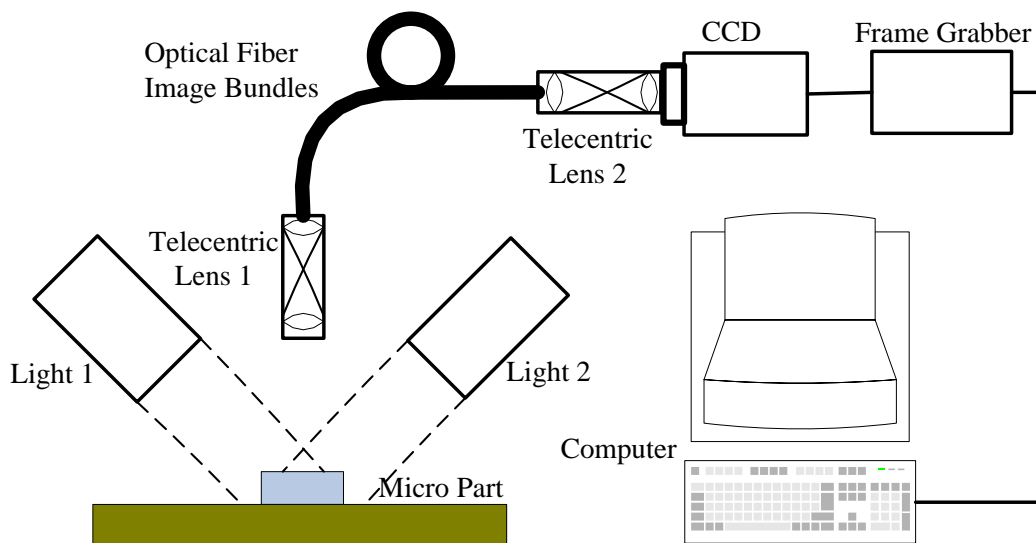 Optical Fiber
Image Bundles
CCD
Frame Grabber
Telecentric
Lens 2
Telecentric
Lens 1
Light 1
Light 2
Computer
Micro Part